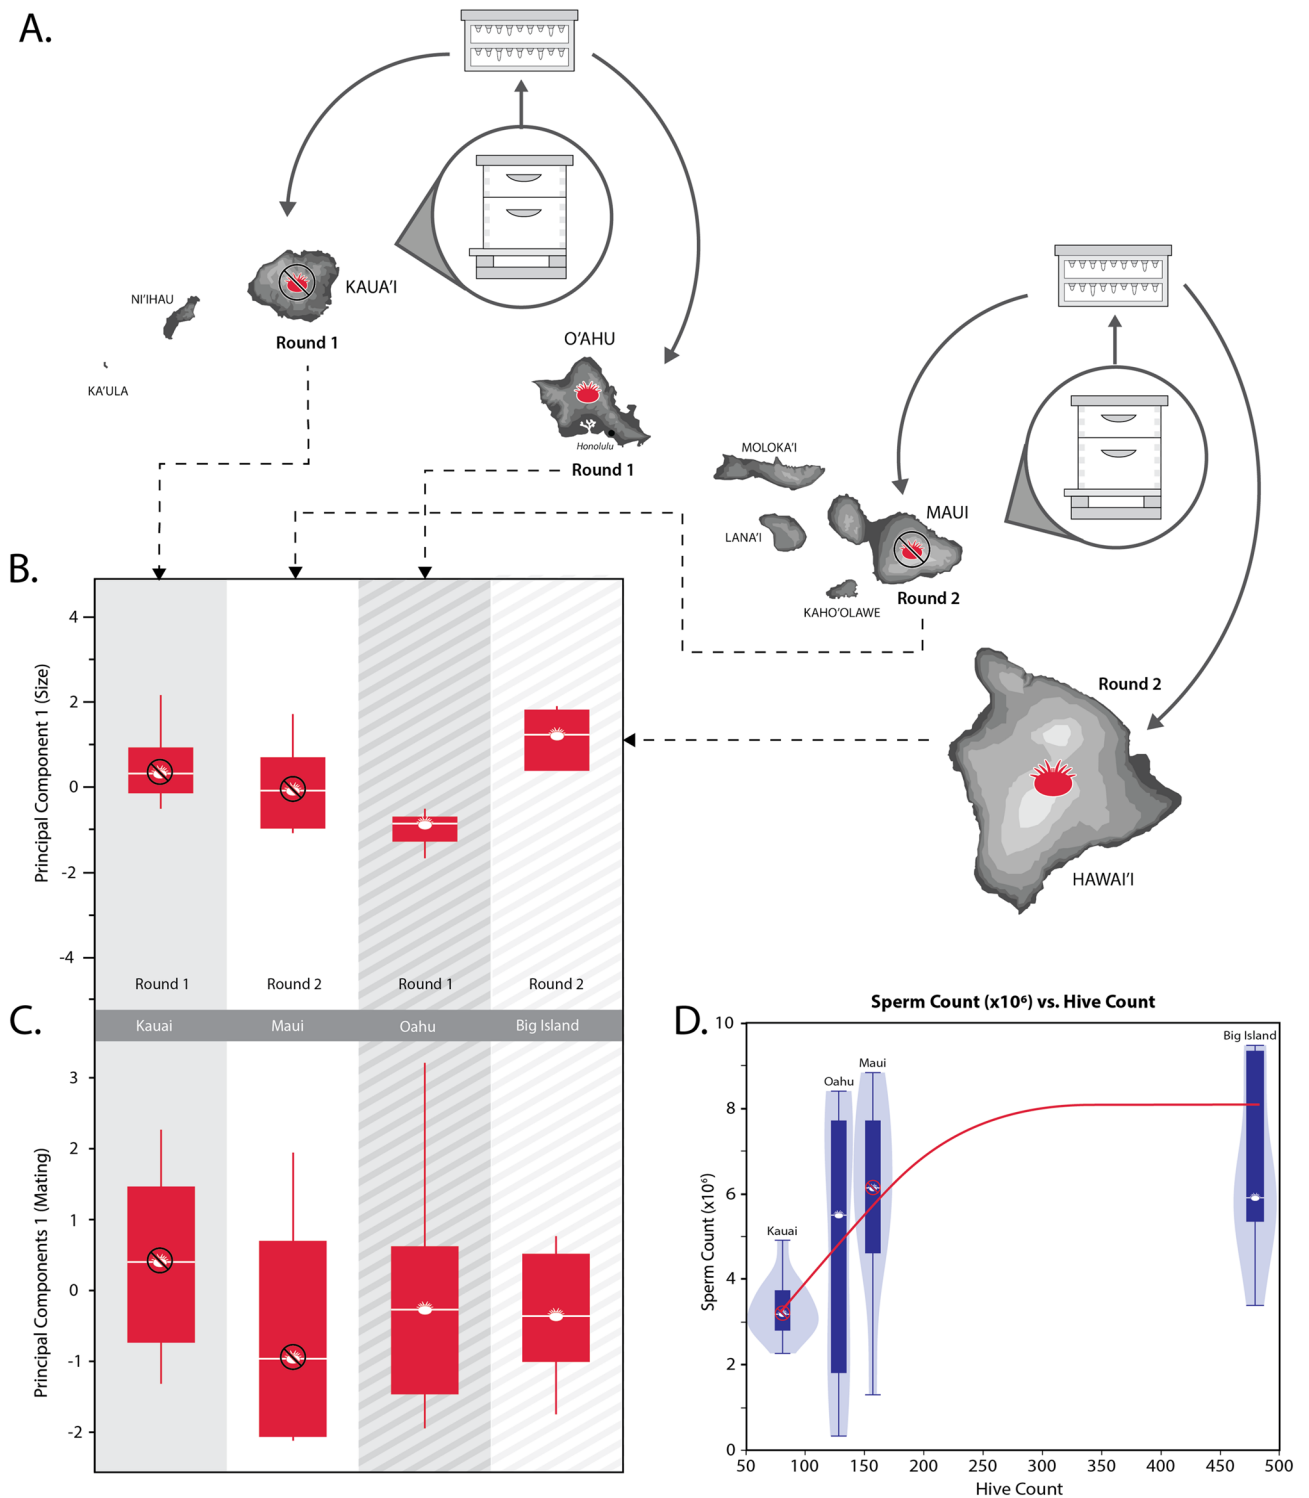 A.
KAUA'I
NI'IHAU
Round 1
O'AHU
KA'ULA
Honolulu
Round 1
MOLOKA'I
MAUI
LANA'I
Round 2
KAHO'OLAWE
Round 2
HAWAI'I
B.
Principal Component 1 (Size)
4
2
0
-2
-4
Round 1 Round 2 Round 1 Round 2
Kauai Maui Oahu Big Island
C.
Principal Components 1 (Mating)
3
2
1
0
-1
-2
D.
Sperm Count (x10⁶) vs. Hive Count
Sperm Count (x10⁶)
10
8
6
4
2
0
Big Island
Maui
Oahu
Kauai
50 100 150 200 250 300 350 400 450 500
Hive Count